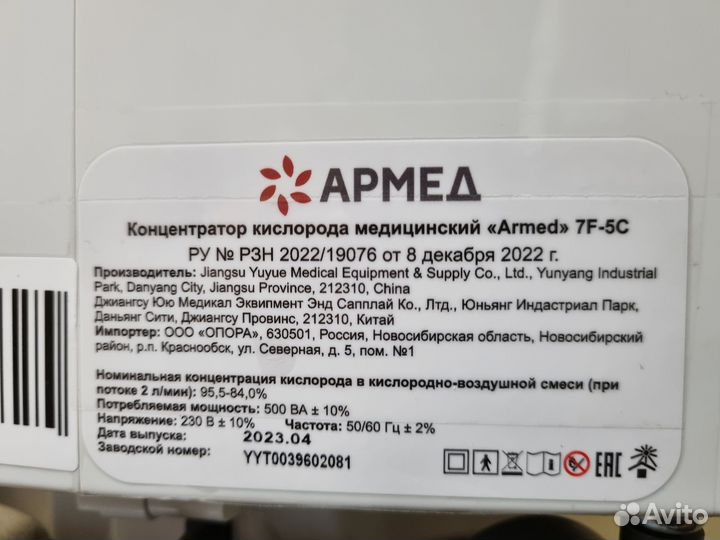 АРМЕД
Концентратор кислорода медицинский «Armed» 7F-5C
РУ № РЗН 2022/19076 от 8 декабря 2022 г.
Производитель: Jiangsu Yuyue Medical Equipment & Supply Co., Ltd., Yunyang Industrial
Park, Danyang City, Jiangsu Province, 212310, China
Джиангсу Юю Медикал Эквипмент Энд Сапплай Ко., Лтд., Юньянг Индастриал Парк,
Даньянг Сити, Джиангсу Провинс, 212310, Китай
Импортер: ООО «ОПОРА», 630501, Россия, Новосибирская область, Новосибирский
район, р.п. Краснообск, ул. Северная, д. 5, пом. №1
Номинальная концентрация кислорода в кислородно-воздушной смеси (при
потоке 2 л/мин): 95,5-84,0%
Потребляемая мощность: 500 ВА ± 10%
Напряжение: 230 В ± 10% Частота: 50/60 Гц ± 2%
Дата выпуска: 2023.04
Заводской номер: YYT0039602081
EAC
Avito